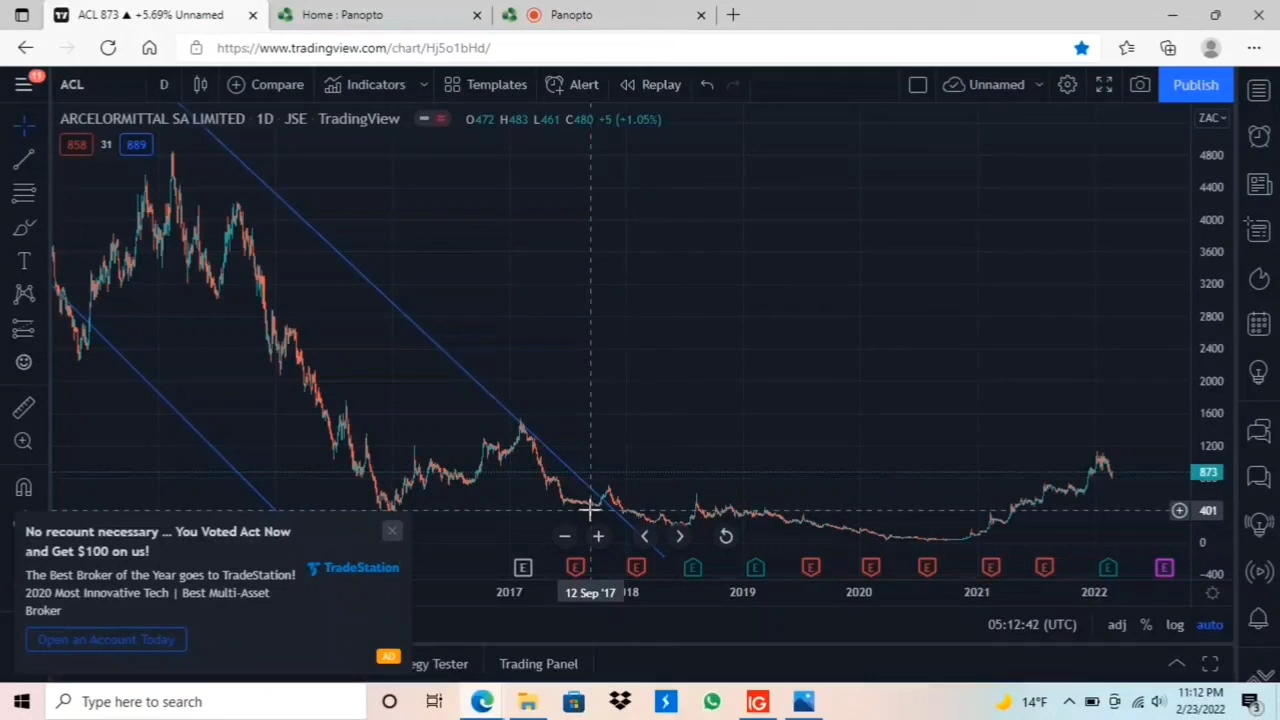 ACL 873 ▲ +5.69% Unnamed
Home : Panopto
Panopto
https://www.tradingview.com/chart/Hj5o1bHd/
11
ACL D Compare Indicators Templates Alert Replay Unnamed Publish
ARCELORMITTAL SA LIMITED · 1D · JSE · TradingView
O472 H483 L461 C480 +5 (+1.05%)
ZAC
858 31 889
4800
4400
4000
3600
3200
2800
2400
2000
1600
1200
873
401
0
-400
E E E E E E E E E E E E
2017 12 Sep '17 2019 2020 2021 2022
No recount necessary ... You Voted Act Now
and Get $100 on us!
The Best Broker of the Year goes to TradeStation!
2020 Most Innovative Tech | Best Multi-Asset
Broker
TradeStation
Open an Account Today
AD
05:12:42 (UTC) adj % log auto
Trading Panel
Type here to search
IG
14°F
11:12 PM
2/23/2022
3